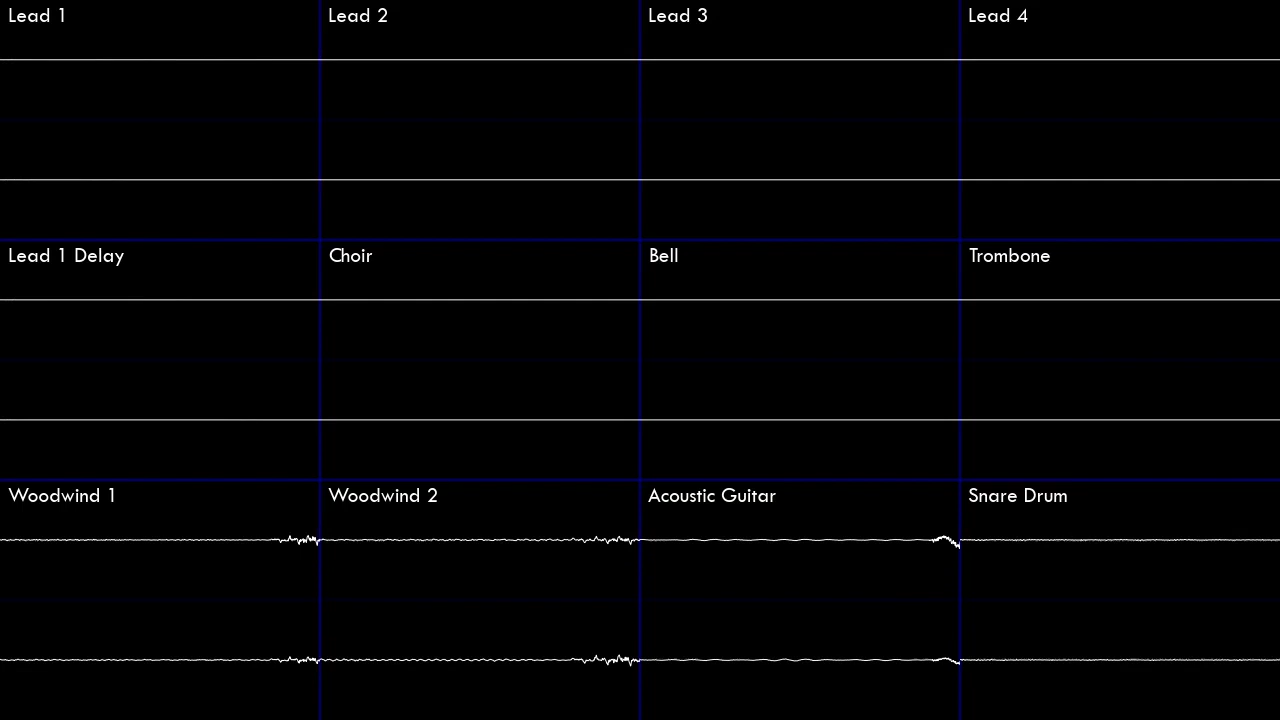 Lead 1
Lead 2
Lead 3
Lead 4
Lead 1 Delay
Choir
Bell
Trombone
Woodwind 1
Woodwind 2
Acoustic Guitar
Snare Drum